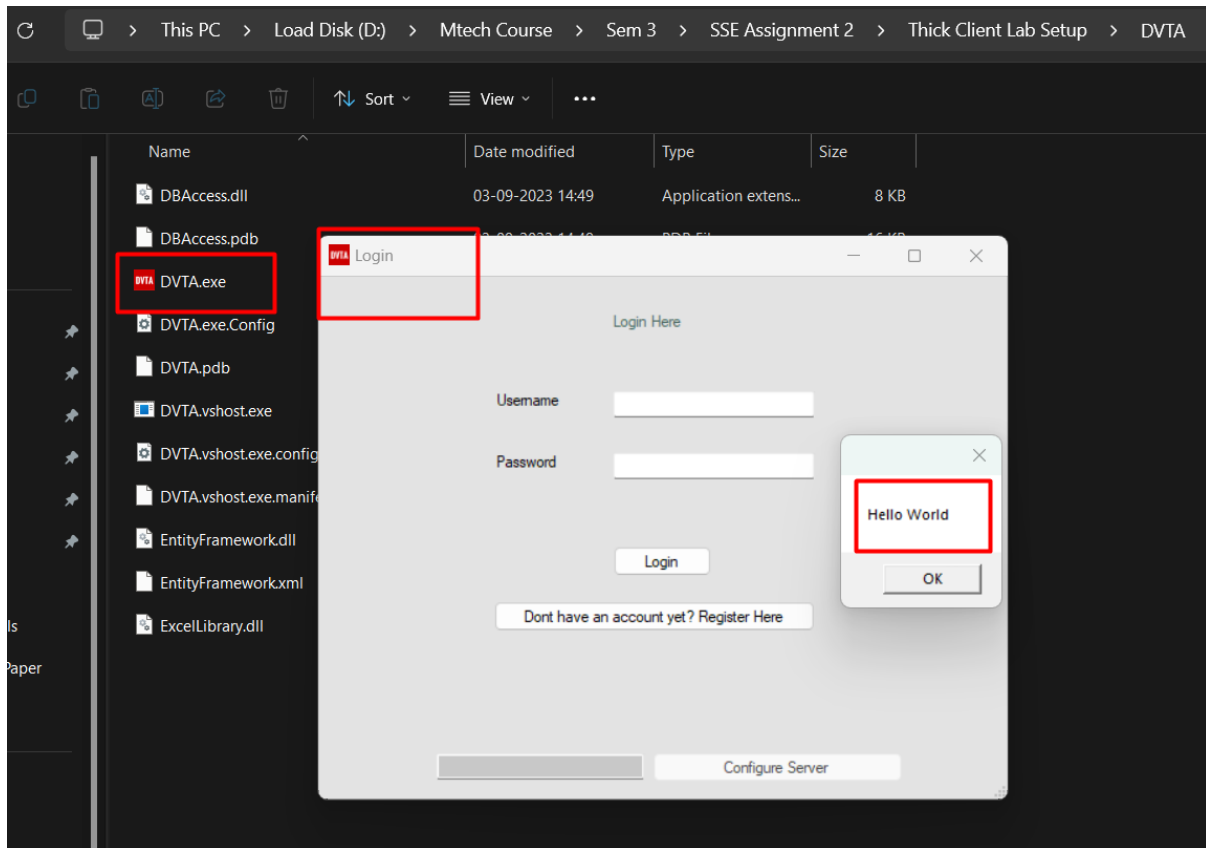 This PC > Load Disk (D:) > Mtech Course > Sem 3 > SSE Assignment 2 > Thick Client Lab Setup > DVTA
Sort View
Name Date modified Type Size
DBAccess.dll 03-09-2023 14:49 Application extens... 8 KB
DBAccess.pdb
DVTA Login
DVTA DVTA.exe
Login Here
DVTA.exe.Config
DVTA.pdb
Username
DVTA.vshost.exe
DVTA.vshost.exe.config
Password
DVTA.vshost.exe.manife
Hello World
EntityFramework.dll
Login
OK
EntityFramework.xml
Dont have an account yet? Register Here
ls
ExcelLibrary.dll
Paper
Configure Server